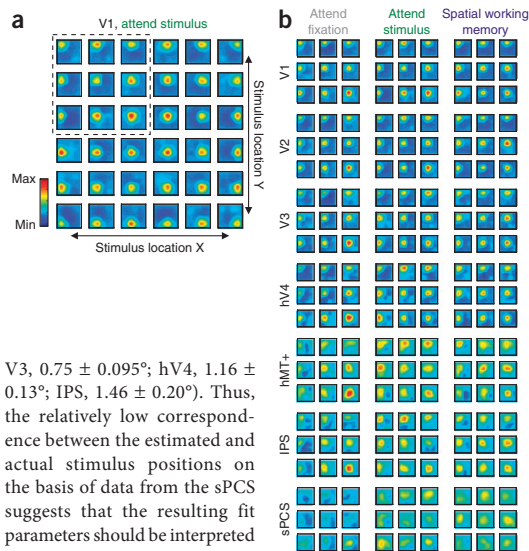 a
V1, attend stimulus
Stimulus location Y
Max
Min
Stimulus location X
V3, 0.75 ± 0.095°; hV4, 1.16 ±
0.13°; IPS, 1.46 ± 0.20°). Thus,
the relatively low correspond-
ence between the estimated and
actual stimulus positions on
the basis of data from the sPCS
suggests that the resulting fit
parameters should be interpreted
b
Attend
fixation
Attend
stimulus
Spatial working
memory
V1
V2
V3
hV4
hMT+
IPS
sPCS